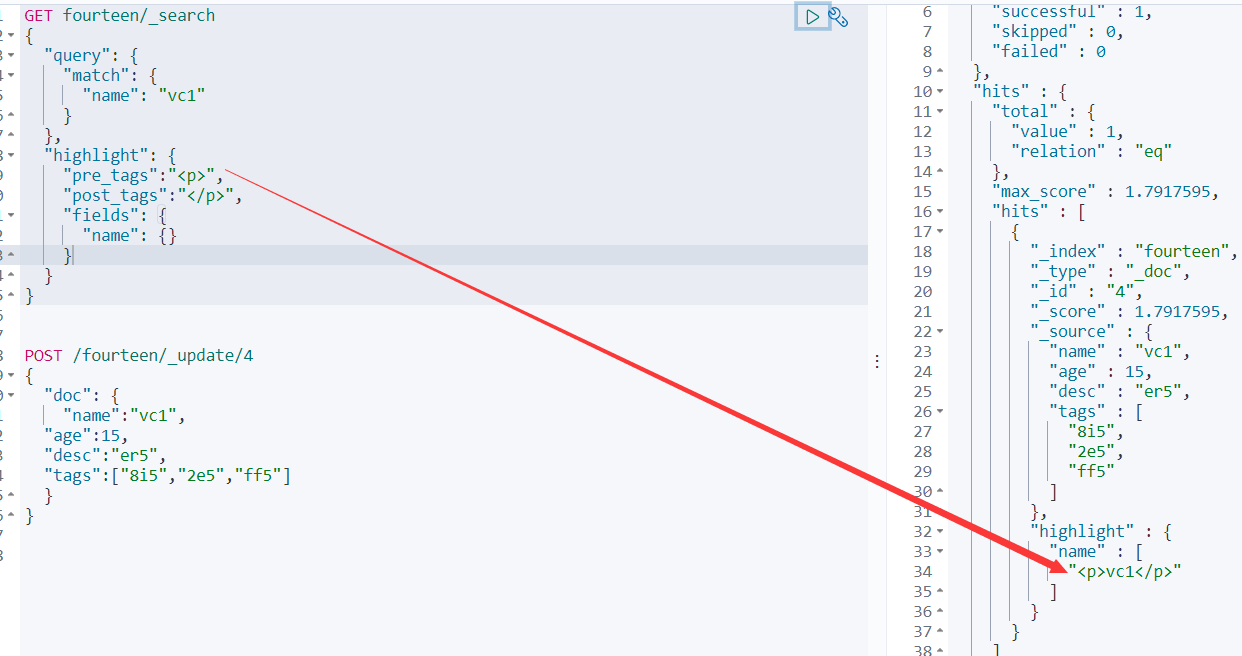 GET fourteen/_search
{
"query": {
"match": {
"name": "vc1"
}
},
"highlight": {
"pre_tags":"<p>",
"post_tags":"</p>",
"fields": {
"name": {}
}
}
}
POST /fourteen/_update/4
{
"doc": {
"name":"vc1",
"age":15,
"desc":"er5",
"tags":["8i5","2e5","ff5"]
}
}
6 "successful" : 1,
7 "skipped" : 0,
8 "failed" : 0
9 },
10 "hits" : {
11 "total" : {
12 "value" : 1,
13 "relation" : "eq"
14 },
15 "max_score" : 1.7917595,
16 "hits" : [
17 {
18 "_index" : "fourteen",
19 "_type" : "_doc",
20 "_id" : "4",
21 "_score" : 1.7917595,
22 "_source" : {
23 "name" : "vc1",
24 "age" : 15,
25 "desc" : "er5",
26 "tags" : [
27 "8i5",
28 "2e5",
29 "ff5"
30 ]
31 },
32 "highlight" : {
33 "name" : [
34 "<p>vc1</p>"
35 ]
36 }
37 }
38 ]